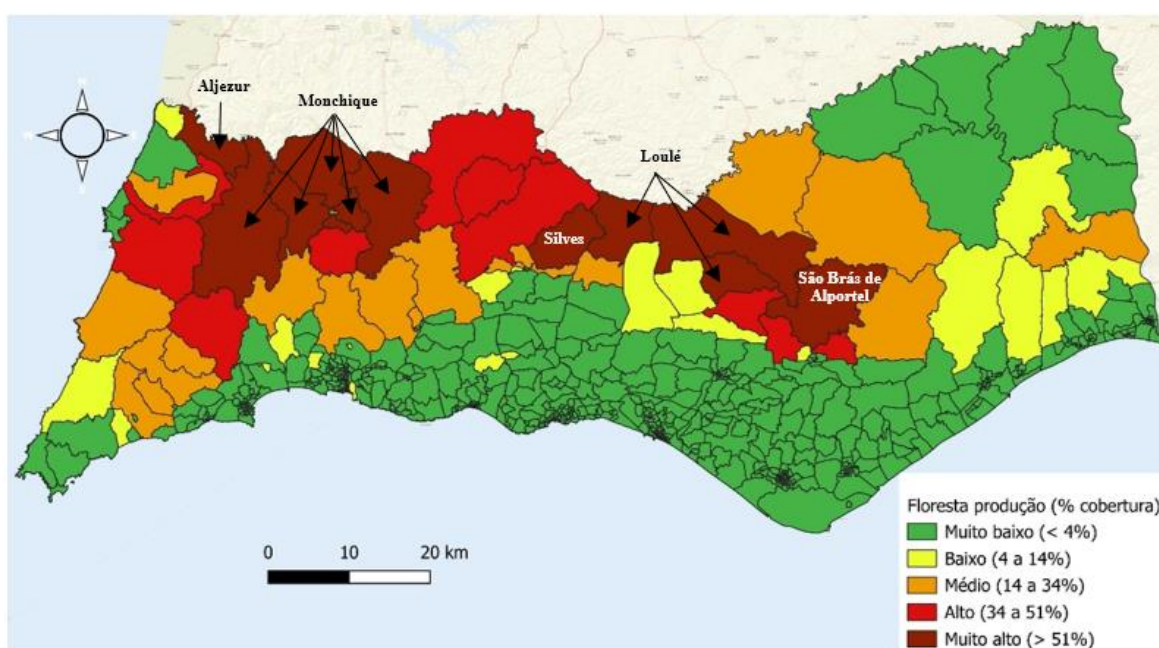 Aljezur
Monchique
Loulé
Silves
São Brás de
Alportel
0 10 20 km
Floresta produção (% cobertura)
Muito baixo (< 4%)
Baixo (4 a 14%)
Médio (14 a 34%)
Alto (34 a 51%)
Muito alto (> 51%)